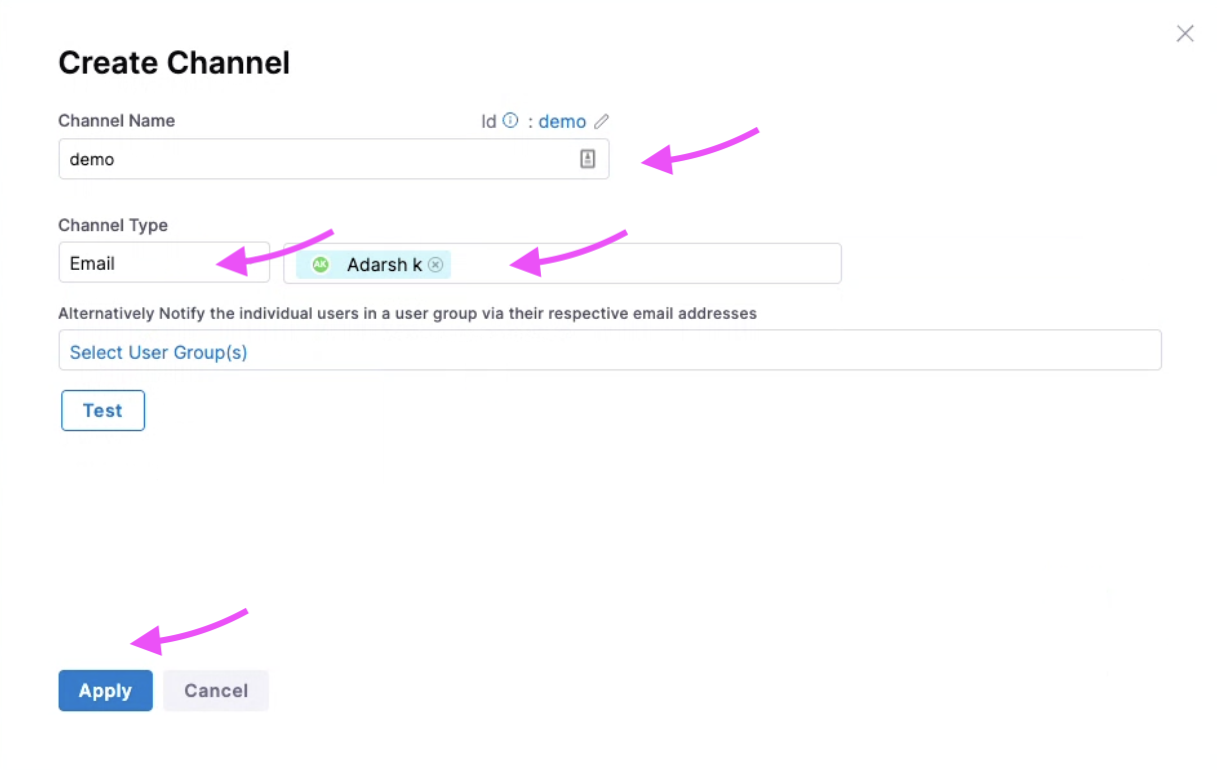 Create Channel
Channel Name
Id : demo
demo
Channel Type
Email
AK Adarsh k
Alternatively Notify the individual users in a user group via their respective email addresses
Select User Group(s)
Test
Apply Cancel